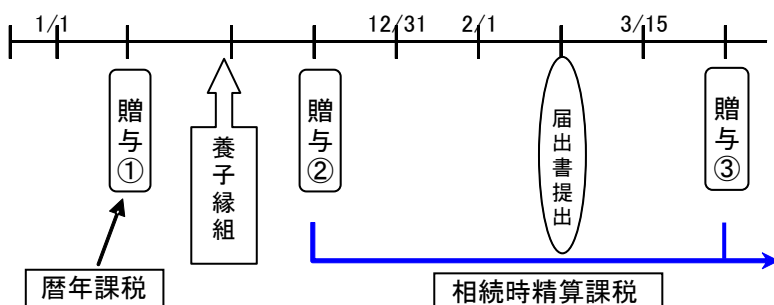 1/1
12/31
2/1
3/15
贈与①
養子縁組
贈与②
届出書提出
贈与③
暦年課税
相続時精算課税